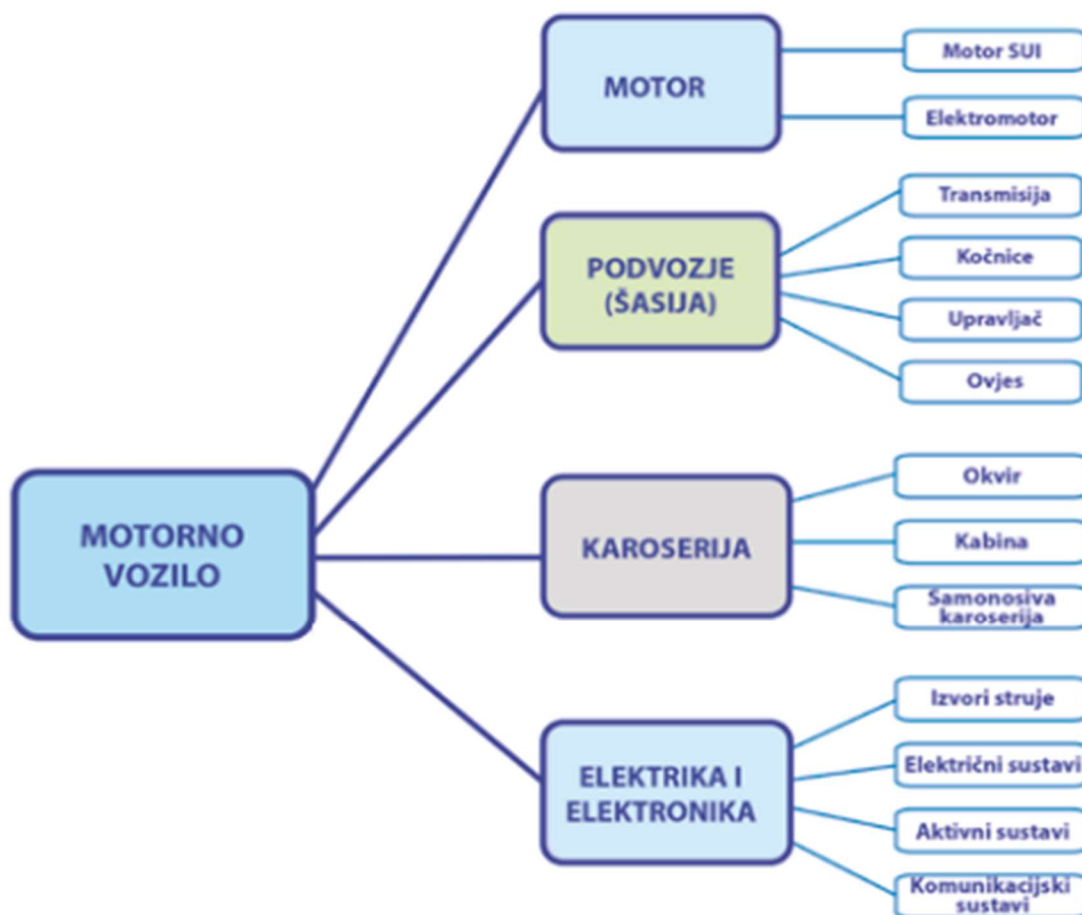 MOTORNO
VOZILO
MOTOR
Motor SUI
Elektromotor
PODVOZJE
(ŠASIJA)
Transmisija
Kočnice
Upravljač
Ovjes
KAROSERIJA
Okvir
Kabina
Samonosiva
karoserija
ELEKTRIKA I
ELEKTRONIKA
Izvori struje
Električni sustavi
Aktivni sustavi
Komunikacijski
sustavi